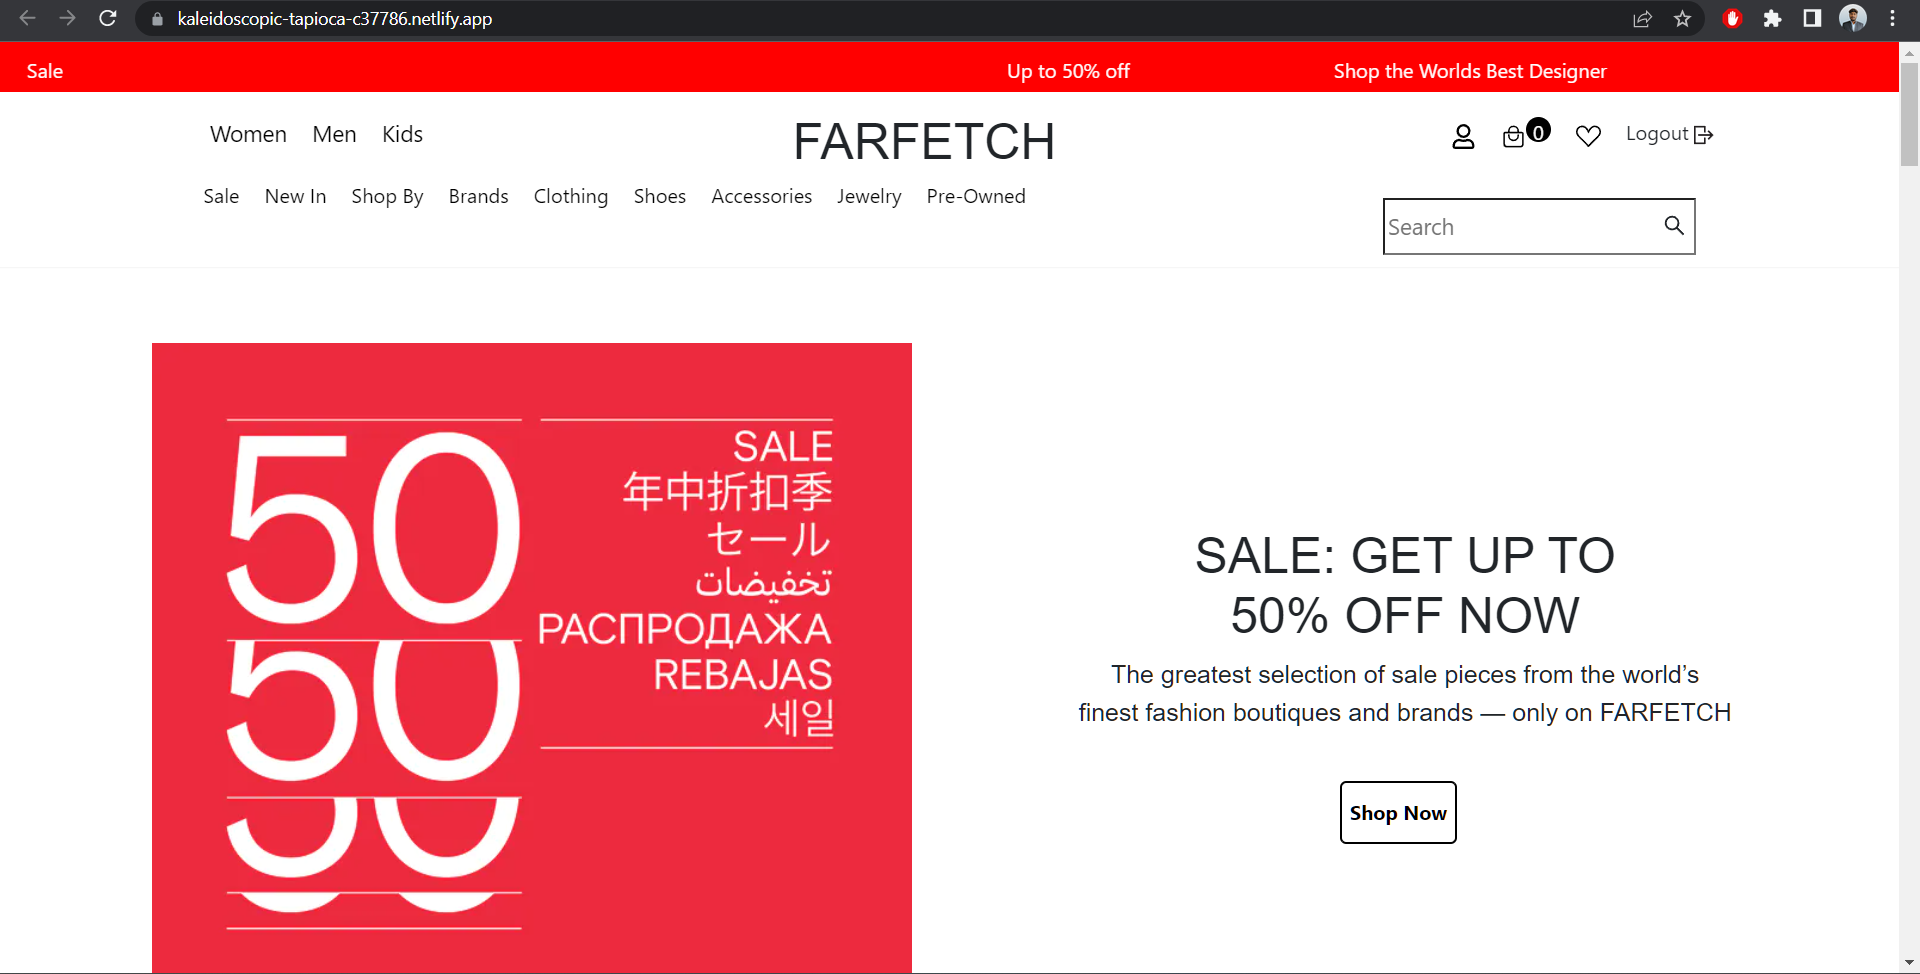 kaleidoscopic-tapioca-c37786.netlify.app
Sale Up to 50% off Shop the Worlds Best Designer
Women Men Kids FARFETCH 0 Logout
Sale New In Shop By Brands Clothing Shoes Accessories Jewelry Pre-Owned
Search
50
SALE
年中折扣季
セール
تخفيضات
РАСПРОДАЖА
REBAJAS
세일
50
50
SALE: GET UP TO
50% OFF NOW
The greatest selection of sale pieces from the world’s
finest fashion boutiques and brands — only on FARFETCH
Shop Now